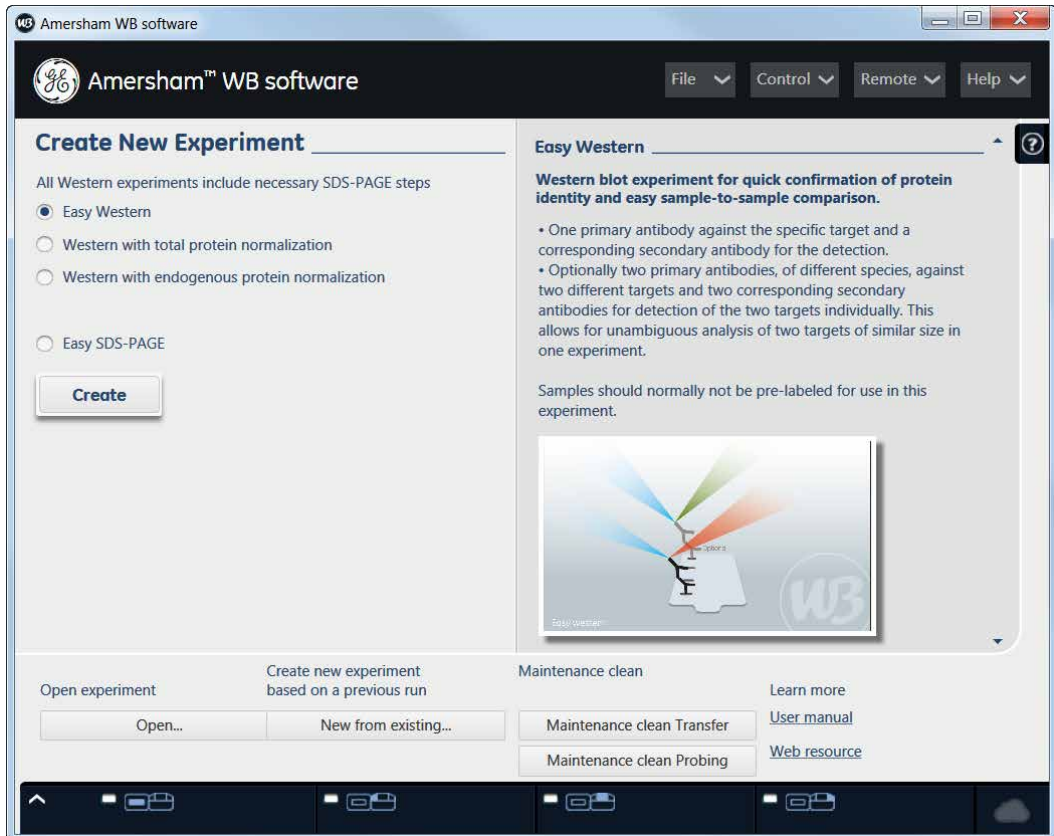 Amersham WB software
Amersham™ WB software
File
Control
Remote
Help
Create New Experiment
All Western experiments include necessary SDS-PAGE steps
Easy Western
Western with total protein normalization
Western with endogenous protein normalization
Easy SDS-PAGE
Create
Easy Western
Western blot experiment for quick confirmation of protein
identity and easy sample-to-sample comparison.
• One primary antibody against the specific target and a
corresponding secondary antibody for the detection.
• Optionally two primary antibodies, of different species, against
two different targets and two corresponding secondary
antibodies for detection of the two targets individually. This
allows for unambiguous analysis of two targets of similar size in
one experiment.
Samples should normally not be pre-labeled for use in this
experiment.
Easy western
WB
Open experiment
Open...
Create new experiment
based on a previous run
New from existing...
Maintenance clean
Maintenance clean Transfer
Maintenance clean Probing
Learn more
User manual
Web resource